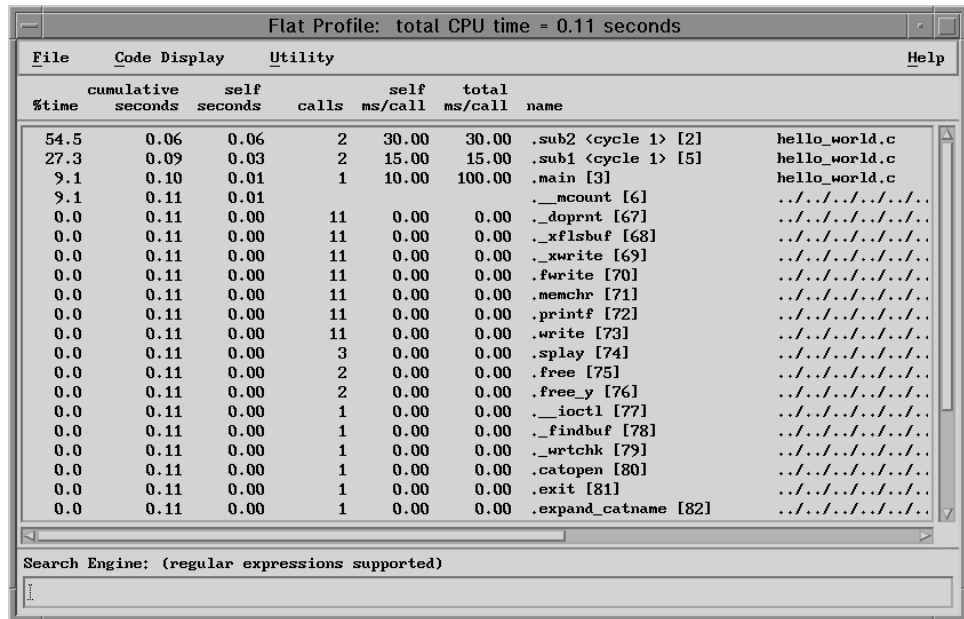 Flat Profile: total CPU time = 0.11 seconds
File Code Display Utility Help
cumulative self self total
%time seconds seconds calls ms/call ms/call name
54.5 0.06 0.06 2 30.00 30.00 .sub2 <cycle 1> [2] hello_world.c
27.3 0.09 0.03 2 15.00 15.00 .sub1 <cycle 1> [5] hello_world.c
9.1 0.10 0.01 1 10.00 100.00 .main [3] hello_world.c
9.1 0.11 0.01 .__mcount [6] ../../../../../..
0.0 0.11 0.00 11 0.00 0.00 ._doprnt [67] ../../../../../..
0.0 0.11 0.00 11 0.00 0.00 ._xflsbuf [68] ../../../../../..
0.0 0.11 0.00 11 0.00 0.00 ._xwrite [69] ../../../../../..
0.0 0.11 0.00 11 0.00 0.00 .fwrite [70] ../../../../../..
0.0 0.11 0.00 11 0.00 0.00 .memchr [71] ../../../../../..
0.0 0.11 0.00 11 0.00 0.00 .printf [72] ../../../../../..
0.0 0.11 0.00 11 0.00 0.00 .write [73] ../../../../../..
0.0 0.11 0.00 3 0.00 0.00 .splay [74] ../../../../../..
0.0 0.11 0.00 2 0.00 0.00 .free [75] ../../../../../..
0.0 0.11 0.00 2 0.00 0.00 .free_y [76] ../../../../../..
0.0 0.11 0.00 1 0.00 0.00 .__ioctl [77] ../../../../../..
0.0 0.11 0.00 1 0.00 0.00 ._findbuf [78] ../../../../../..
0.0 0.11 0.00 1 0.00 0.00 ._wrtchk [79] ../../../../../..
0.0 0.11 0.00 1 0.00 0.00 .catopen [80] ../../../../../..
0.0 0.11 0.00 1 0.00 0.00 .exit [81] ../../../../../..
0.0 0.11 0.00 1 0.00 0.00 .expand_catname [82] ../../../../../..
Search Engine: (regular expressions supported)